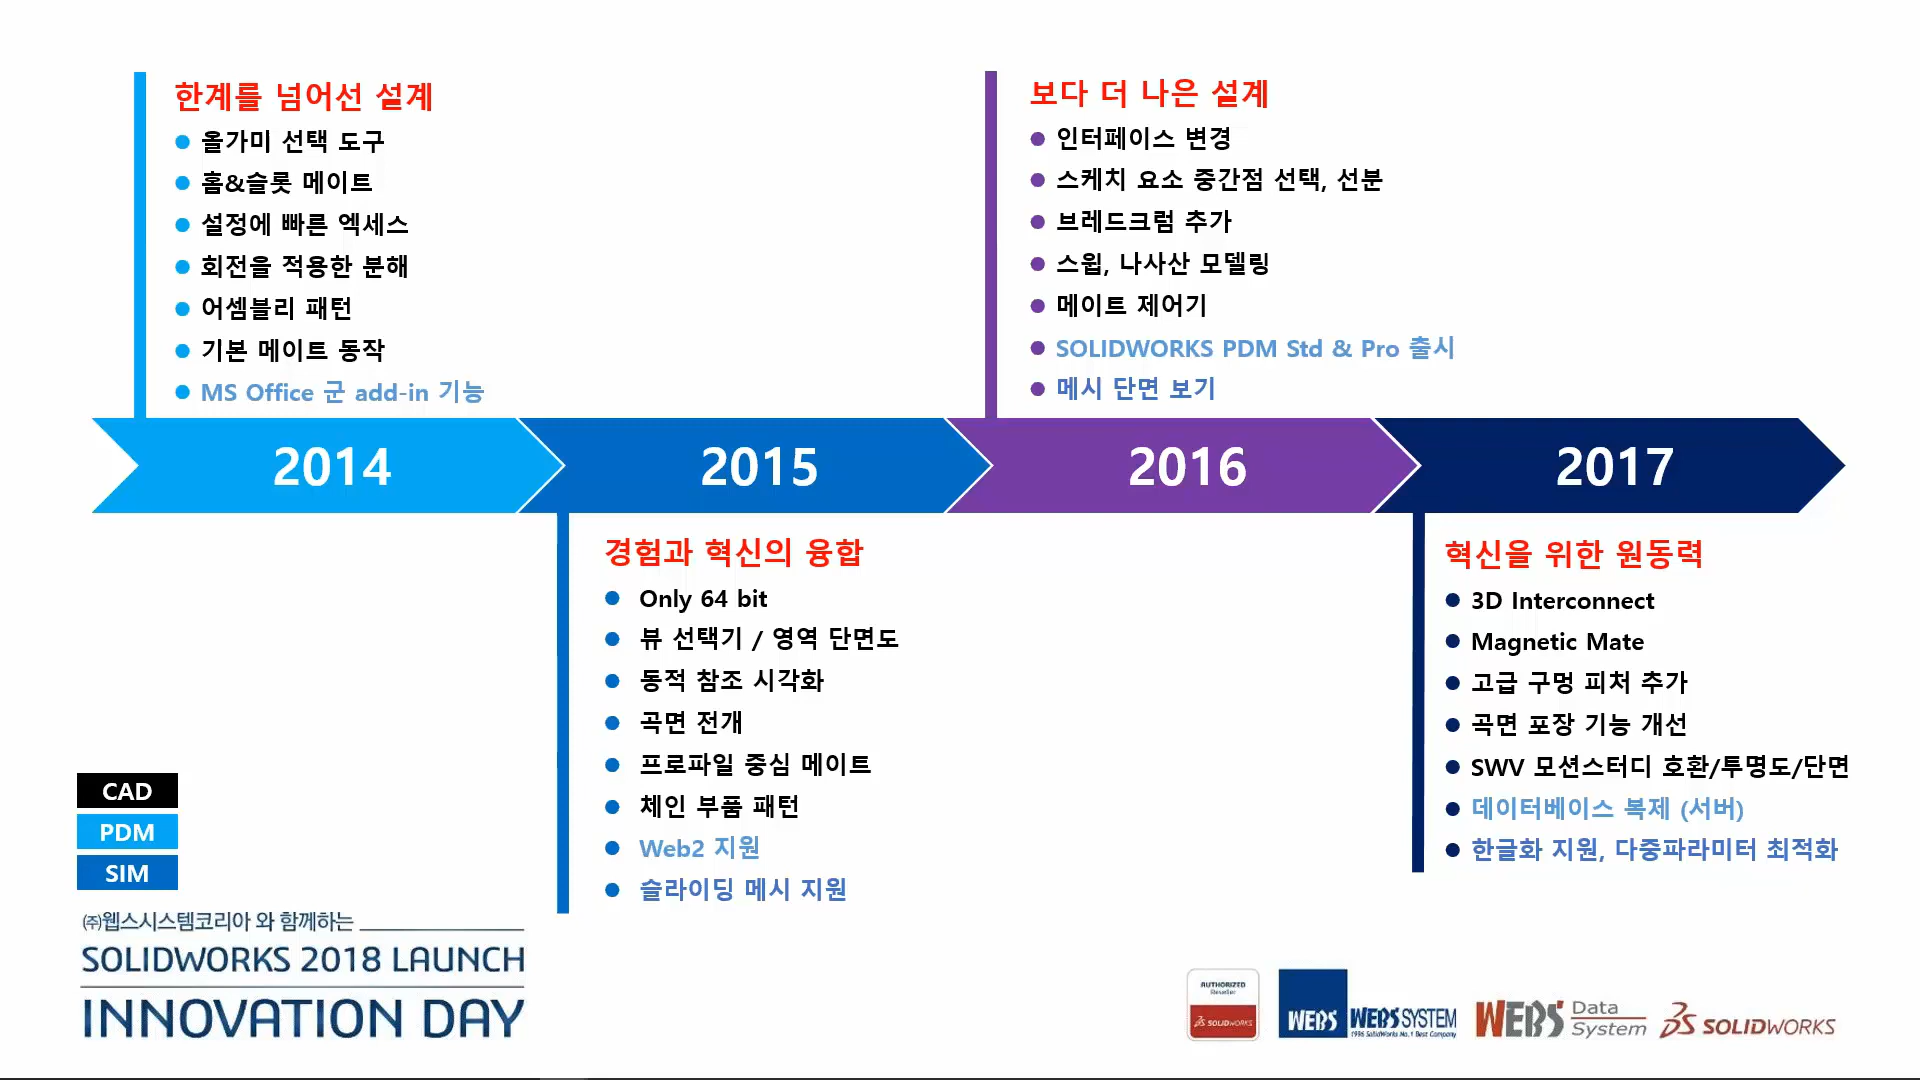 한계를 넘어선 설계
올가미 선택 도구
홈&슬롯 메이트
설정에 빠른 엑세스
회전을 적용한 분해
어셈블리 패턴
기본 메이트 동작
MS Office 군 add-in 기능
보다 더 나은 설계
인터페이스 변경
스케치 요소 중간점 선택, 선분
브레드크럼 추가
스윕, 나사산 모델링
메이트 제어기
SOLIDWORKS PDM Std & Pro 출시
메시 단면 보기
2014
2015
2016
2017
경험과 혁신의 융합
Only 64 bit
뷰 선택기 / 영역 단면도
동적 참조 시각화
곡면 전개
프로파일 중심 메이트
체인 부품 패턴
Web2 지원
슬라이딩 메시 지원
혁신을 위한 원동력
3D Interconnect
Magnetic Mate
고급 구멍 피처 추가
곡면 포장 기능 개선
SWV 모션스터디 호환/투명도/단면
데이터베이스 복제 (서버)
한글화 지원, 다중파라미터 최적화
CAD
PDM
SIM
㈜웹스시스템코리아 와 함께하는
SOLIDWORKS 2018 LAUNCH
INNOVATION DAY
AUTHORIZED
Reseller
SOLIDWORKS
WEBS
WEBS SYSTEM
1996 SolidWorks No.1 Best Company
WEBS Data System
SOLIDWORKS